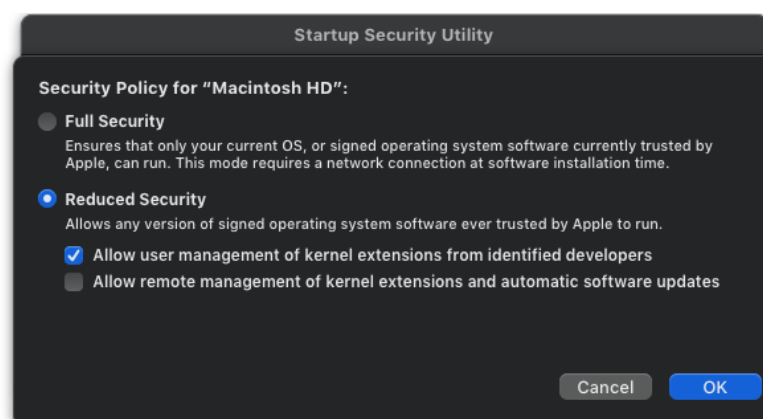 Startup Security Utility
Security Policy for “Macintosh HD”:
Full Security
Ensures that only your current OS, or signed operating system software currently trusted by
Apple, can run. This mode requires a network connection at software installation time.
Reduced Security
Allows any version of signed operating system software ever trusted by Apple to run.
Allow user management of kernel extensions from identified developers
Allow remote management of kernel extensions and automatic software updates
Cancel OK